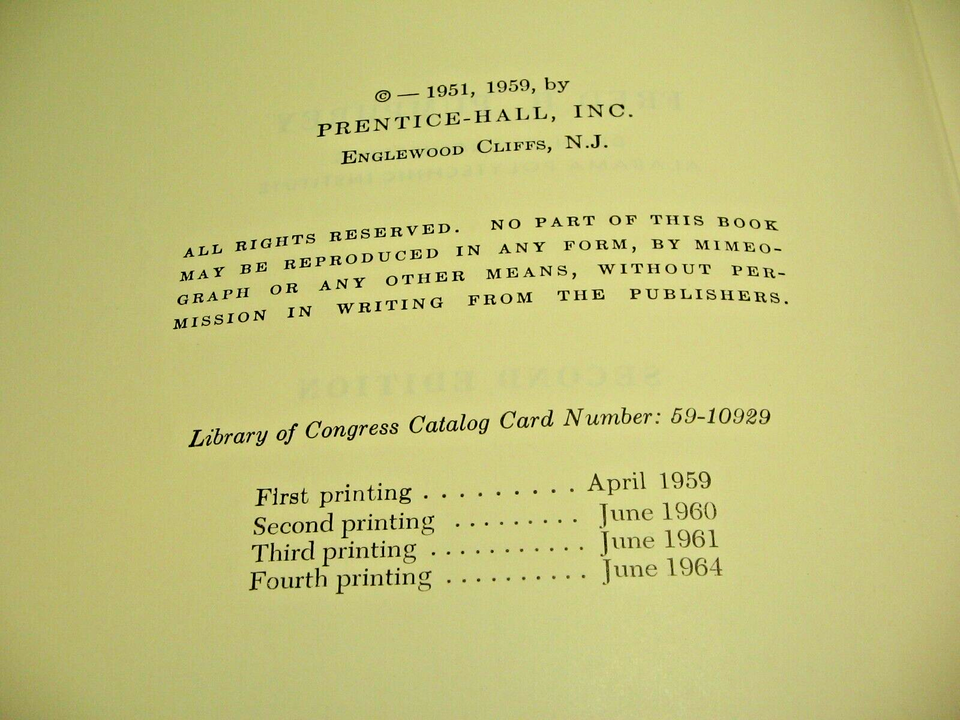 © — 1951, 1959, by
PRENTICE-HALL, INC.
ENGLEWOOD CLIFFS, N.J.
ALL RIGHTS RESERVED. NO PART OF THIS BOOK
MAY BE REPRODUCED IN ANY FORM, BY MIMEO-
GRAPH OR ANY OTHER MEANS, WITHOUT PER-
MISSION IN WRITING FROM THE PUBLISHERS.
SECOND EDITION
Library of Congress Catalog Card Number: 59-10929
First printing . . . . . . . . . April 1959
Second printing . . . . . . . . . June 1960
Third printing . . . . . . . . . . . June 1961
Fourth printing . . . . . . . . . . June 1964